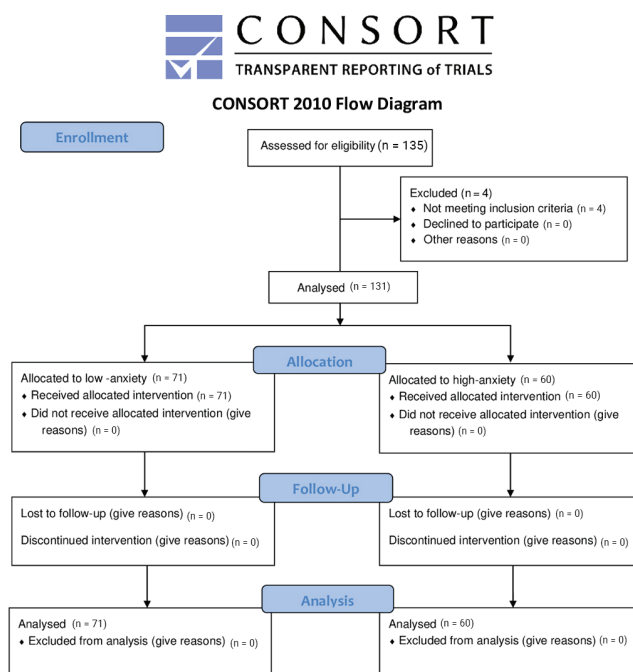 CONSORT
TRANSPARENT REPORTING of TRIALS
CONSORT 2010 Flow Diagram
Enrollment
Assessed for eligibility (n = 135)
Excluded (n = 4)
♦ Not meeting inclusion criteria (n = 4)
♦ Declined to participate (n = 0)
♦ Other reasons (n = 0)
Analysed (n = 131)
Allocation
Allocated to low -anxiety (n = 71)
♦ Received allocated intervention (n = 71)
♦ Did not receive allocated intervention (give
reasons) (n = 0)
Allocated to high-anxiety (n = 60)
♦ Received allocated intervention (n = 60)
♦ Did not receive allocated intervention (give
reasons) (n = 0)
Follow-Up
Lost to follow-up (give reasons) (n = 0)
Discontinued intervention (give reasons) (n = 0)
Lost to follow-up (give reasons) (n = 0)
Discontinued intervention (give reasons) (n = 0)
Analysis
Analysed (n = 71)
♦ Excluded from analysis (give reasons) (n = 0)
Analysed (n = 60)
♦ Excluded from analysis (give reasons) (n = 0)